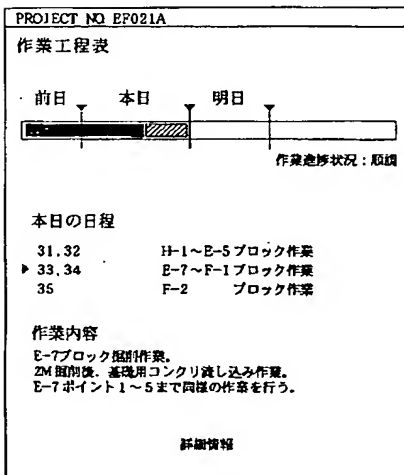 PROJECT NO EF021A
作業工程表
前日 本日 明日
作業進捗状況:順調
本日の日程
31,32 H-1~E-5ブロック作業
▶ 33,34 E-7~F-1ブロック作業
35 F-2 ブロック作業
作業内容
E-7ブロック掘削作業。
2M掘削後、基礎用コンクリ流し込み作業。
E-7ポイント1~5まで同様の作業を行う。
詳細情報